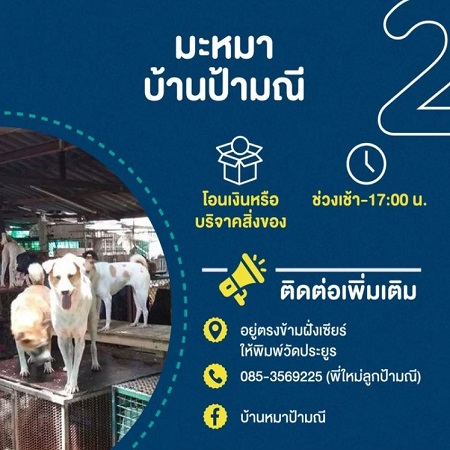 2
มะหมา
บ้านป้ามณี
โอนเงินหรือ
บริจาคสิ่งของ
ช่วงเช้า-17:00 น.
ติดต่อเพิ่มเติม
อยู่ตรงข้ามฝั่งเซียร์
ให้พิมพ์วัดประยูร
085-3569225 (พี่ใหม่ลูกป้ามณี)
บ้านหมาป้ามณี